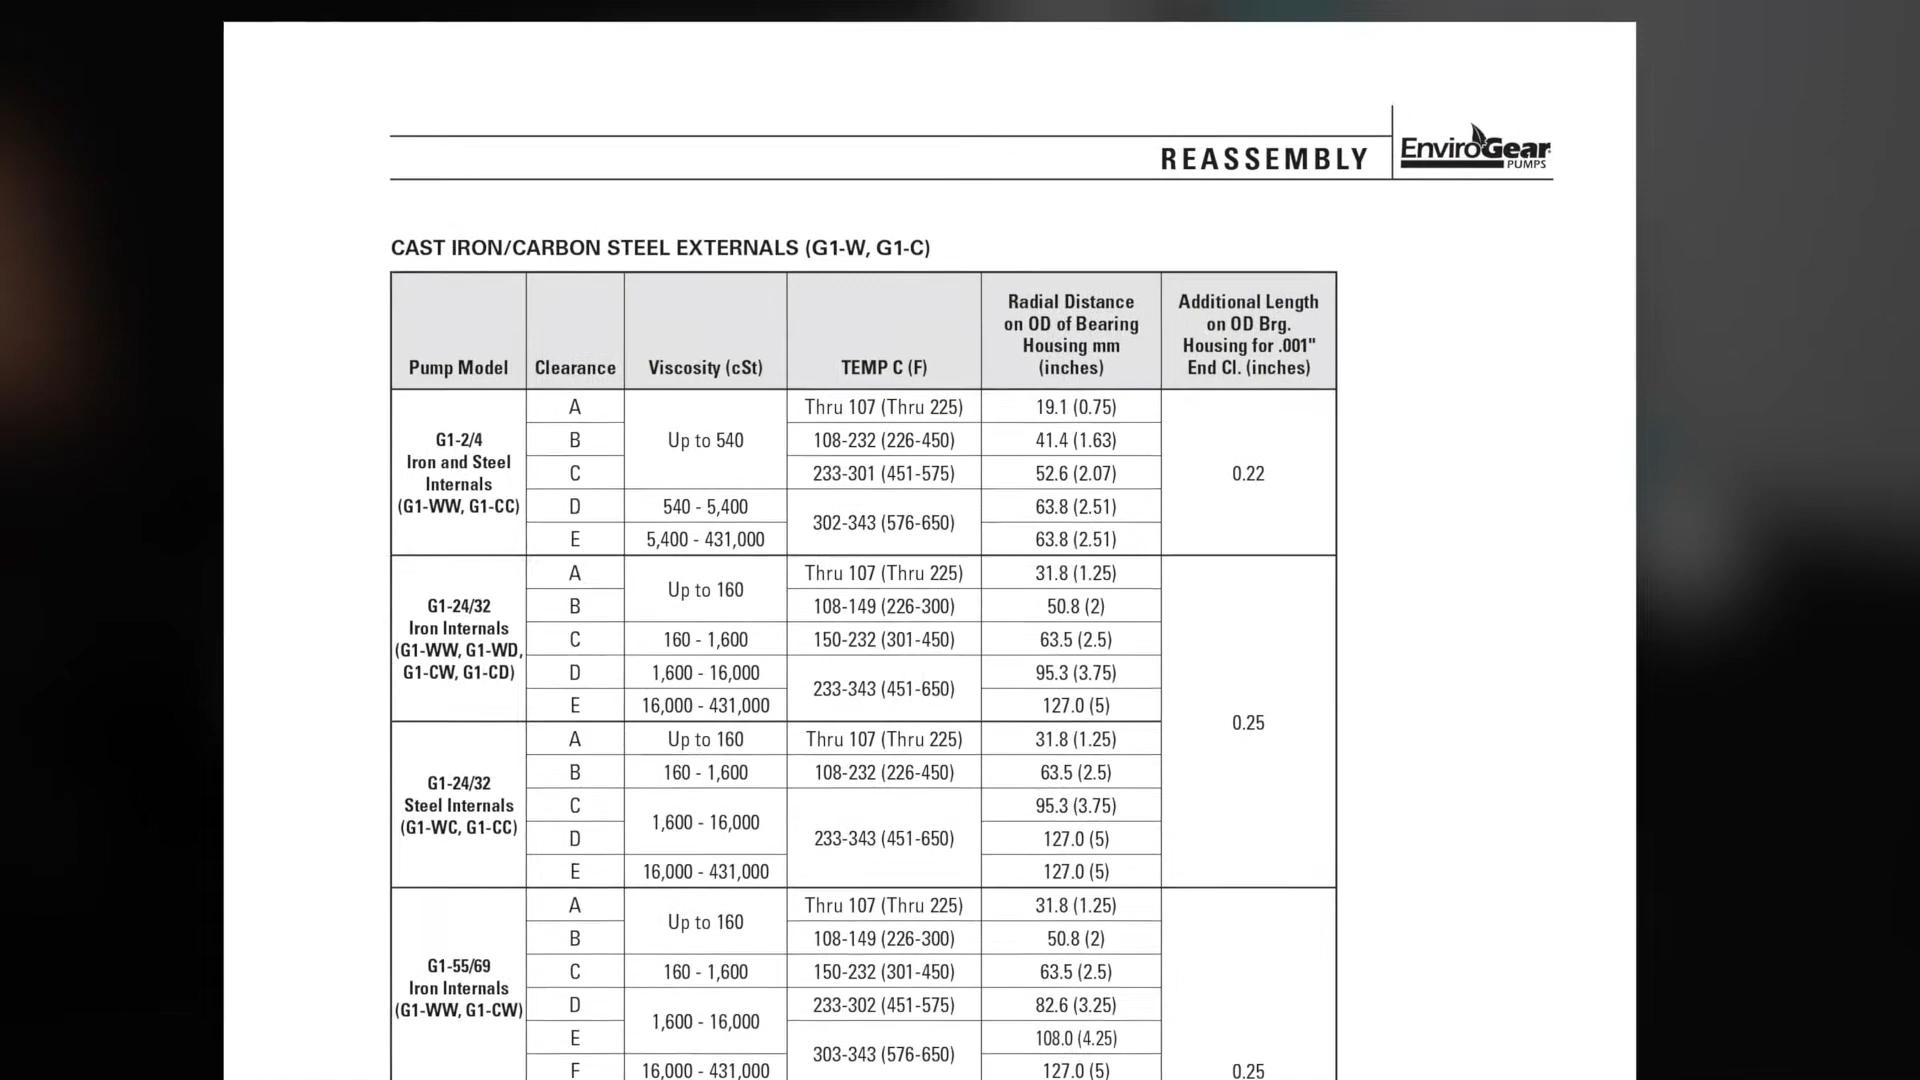 REASSEMBLY
EnviroGear
PUMPS
CAST IRON/CARBON STEEL EXTERNALS (G1-W, G1-C)
Pump Model
Clearance
Viscosity (cSt)
TEMP C (F)
Radial Distance
on OD of Bearing
Housing mm
(inches)
Additional Length
on OD Brg.
Housing for .001"
End Cl. (inches)
G1-2/4
Iron and Steel
Internals
(G1-WW, G1-CC)
A
Up to 540
Thru 107 (Thru 225)
19.1 (0.75)
0.22
B
108-232 (226-450)
41.4 (1.63)
C
233-301 (451-575)
52.6 (2.07)
D
540 - 5,400
302-343 (576-650)
63.8 (2.51)
E
5,400 - 431,000
63.8 (2.51)
G1-24/32
Iron Internals
(G1-WW, G1-WD,
G1-CW, G1-CD)
A
Up to 160
Thru 107 (Thru 225)
31.8 (1.25)
0.25
B
108-149 (226-300)
50.8 (2)
C
160 - 1,600
150-232 (301-450)
63.5 (2.5)
D
1,600 - 16,000
233-343 (451-650)
95.3 (3.75)
E
16,000 - 431,000
127.0 (5)
G1-24/32
Steel Internals
(G1-WC, G1-CC)
A
Up to 160
Thru 107 (Thru 225)
31.8 (1.25)
B
160 - 1,600
108-232 (226-450)
63.5 (2.5)
C
1,600 - 16,000
233-343 (451-650)
95.3 (3.75)
D
127.0 (5)
E
16,000 - 431,000
127.0 (5)
G1-55/69
Iron Internals
(G1-WW, G1-CW)
A
Up to 160
Thru 107 (Thru 225)
31.8 (1.25)
0.25
B
108-149 (226-300)
50.8 (2)
C
160 - 1,600
150-232 (301-450)
63.5 (2.5)
D
1,600 - 16,000
233-302 (451-575)
82.6 (3.25)
E
303-343 (576-650)
108.0 (4.25)
F
16,000 - 431,000
127.0 (5)